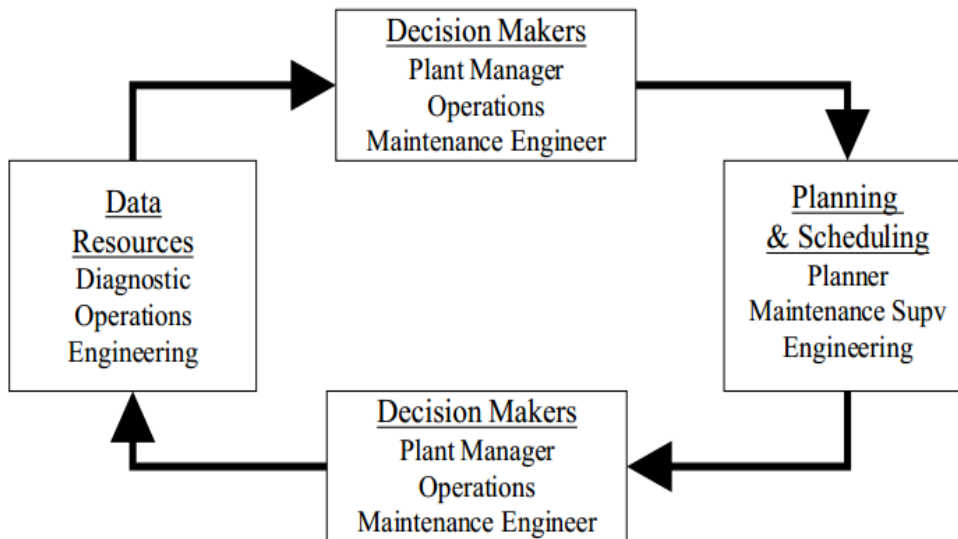 Decision Makers
Plant Manager
Operations
Maintenance Engineer
Data
Resources
Diagnostic
Operations
Engineering
Planning
& Scheduling
Planner
Maintenance Supv
Engineering
Decision Makers
Plant Manager
Operations
Maintenance Engineer